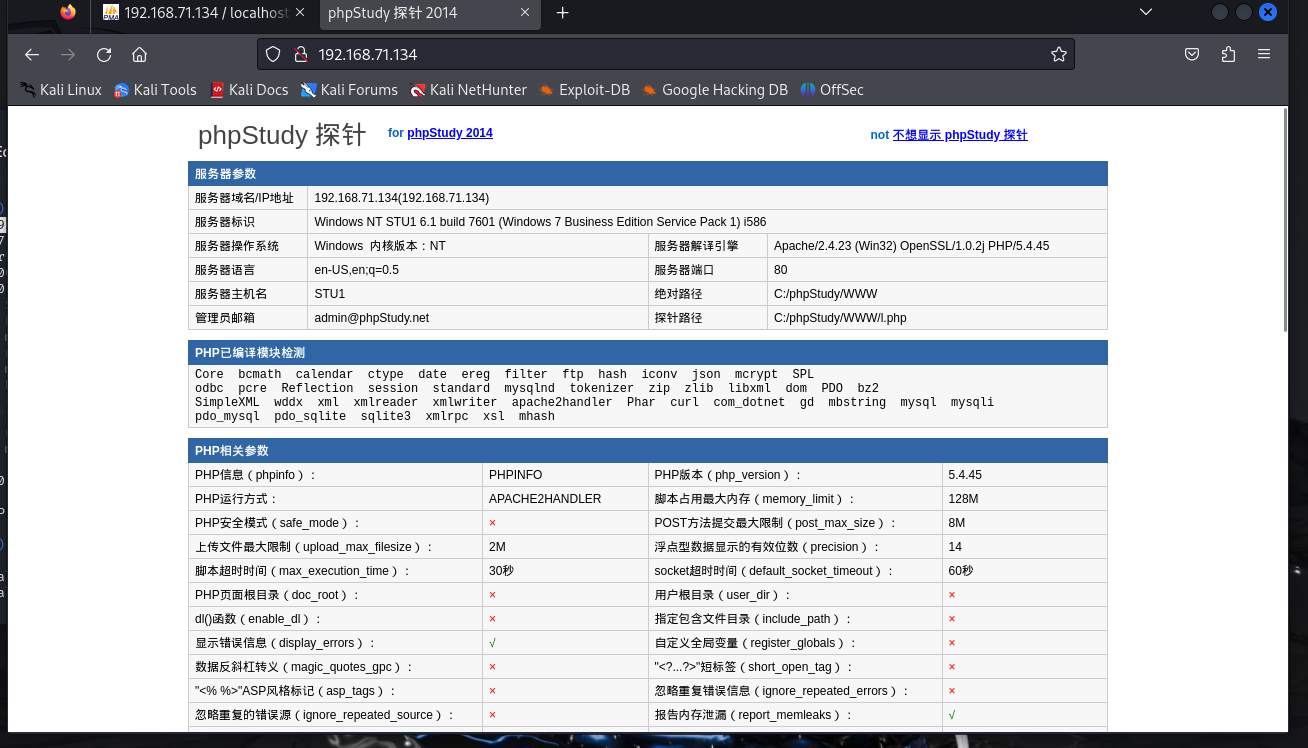 192.168.71.134 / localhost
phpStudy 探针 2014
192.168.71.134
Kali Linux Kali Tools Kali Docs Kali Forums Kali NetHunter Exploit-DB Google Hacking DB OffSec
phpStudy 探针 for phpStudy 2014 not 不想显示 phpStudy 探针
服务器参数
服务器域名/IP地址 192.168.71.134(192.168.71.134)
服务器标识 Windows NT STU1 6.1 build 7601 (Windows 7 Business Edition Service Pack 1) i586
服务器操作系统 Windows 内核版本：NT 服务器解译引擎 Apache/2.4.23 (Win32) OpenSSL/1.0.2j PHP/5.4.45
服务器语言 en-US,en;q=0.5 服务器端口 80
服务器主机名 STU1 绝对路径 C:/phpStudy/WWW
管理员邮箱 admin@phpStudy.net 探针路径 C:/phpStudy/WWW/l.php
PHP已编译模块检测
Core bcmath calendar ctype date ereg filter ftp hash iconv json mcrypt SPL
odbc pcre Reflection session standard mysqlnd tokenizer zip zlib libxml dom PDO bz2
SimpleXML wddx xml xmlreader xmlwriter apache2handler Phar curl com_dotnet gd mbstring mysql mysqli
pdo_mysql pdo_sqlite sqlite3 xmlrpc xsl mhash
PHP相关参数
PHP信息（phpinfo）： PHPINFO PHP版本（php_version）： 5.4.45
PHP运行方式： APACHE2HANDLER 脚本占用最大内存（memory_limit）： 128M
PHP安全模式（safe_mode）： × POST方法提交最大限制（post_max_size）： 8M
上传文件最大限制（upload_max_filesize）： 2M 浮点型数据显示的有效位数（precision）： 14
脚本超时时间（max_execution_time）： 30秒 socket超时时间（default_socket_timeout）： 60秒
PHP页面根目录（doc_root）： × 用户根目录（user_dir）： ×
dl()函数（enable_dl）： × 指定包含文件目录（include_path）： ×
显示错误信息（display_errors）： √ 自定义全局变量（register_globals）： ×
数据反斜杠转义（magic_quotes_gpc）： × "<?...?>"短标签（short_open_tag）： ×
"<% %>"ASP风格标记（asp_tags）： × 忽略重复错误信息（ignore_repeated_errors）： ×
忽略重复的错误源（ignore_repeated_source）： × 报告内存泄漏（report_memleaks）： √